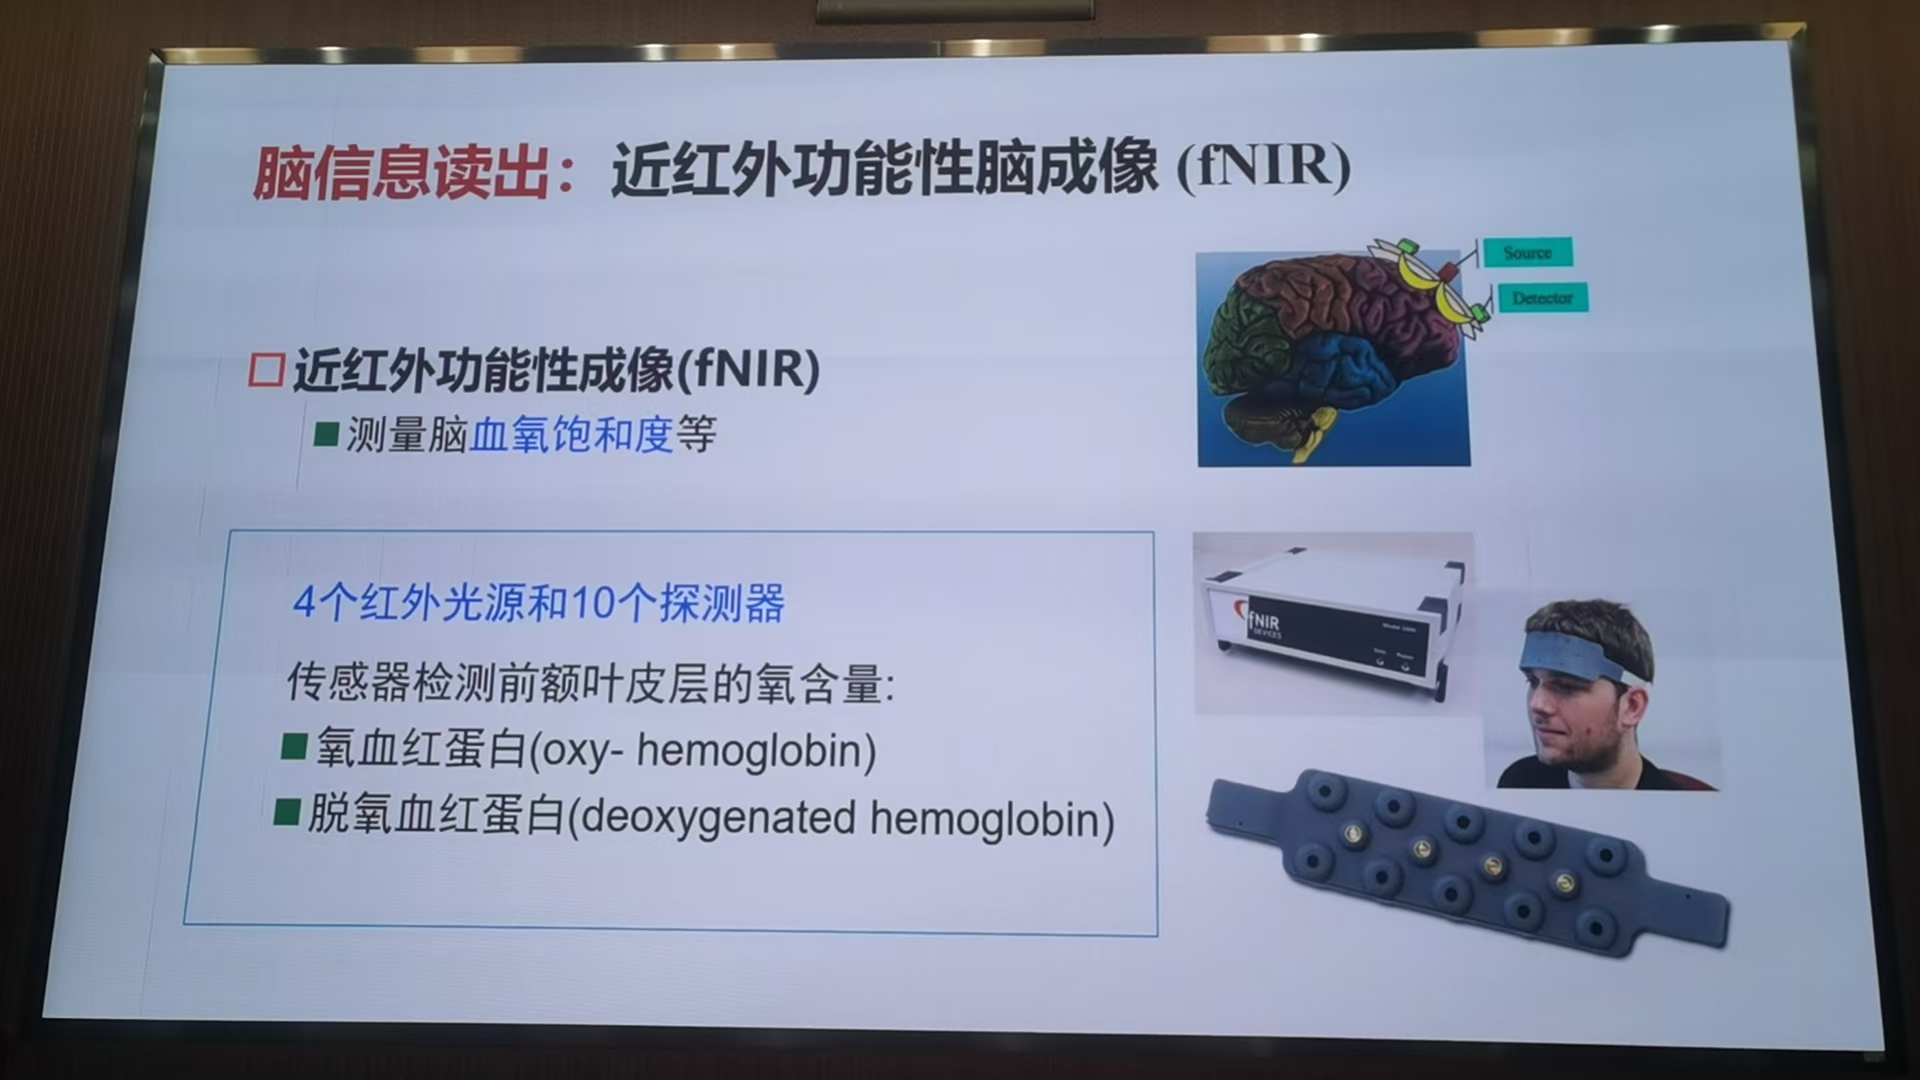 脑信息读出：近红外功能性脑成像 (fNIR)
Source
Detector
近红外功能性成像(fNIR)
测量脑血氧饱和度等
4个红外光源和10个探测器
传感器检测前额叶皮层的氧含量:
氧血红蛋白(oxy- hemoglobin)
脱氧血红蛋白(deoxygenated hemoglobin)
fNIR
DEVICES